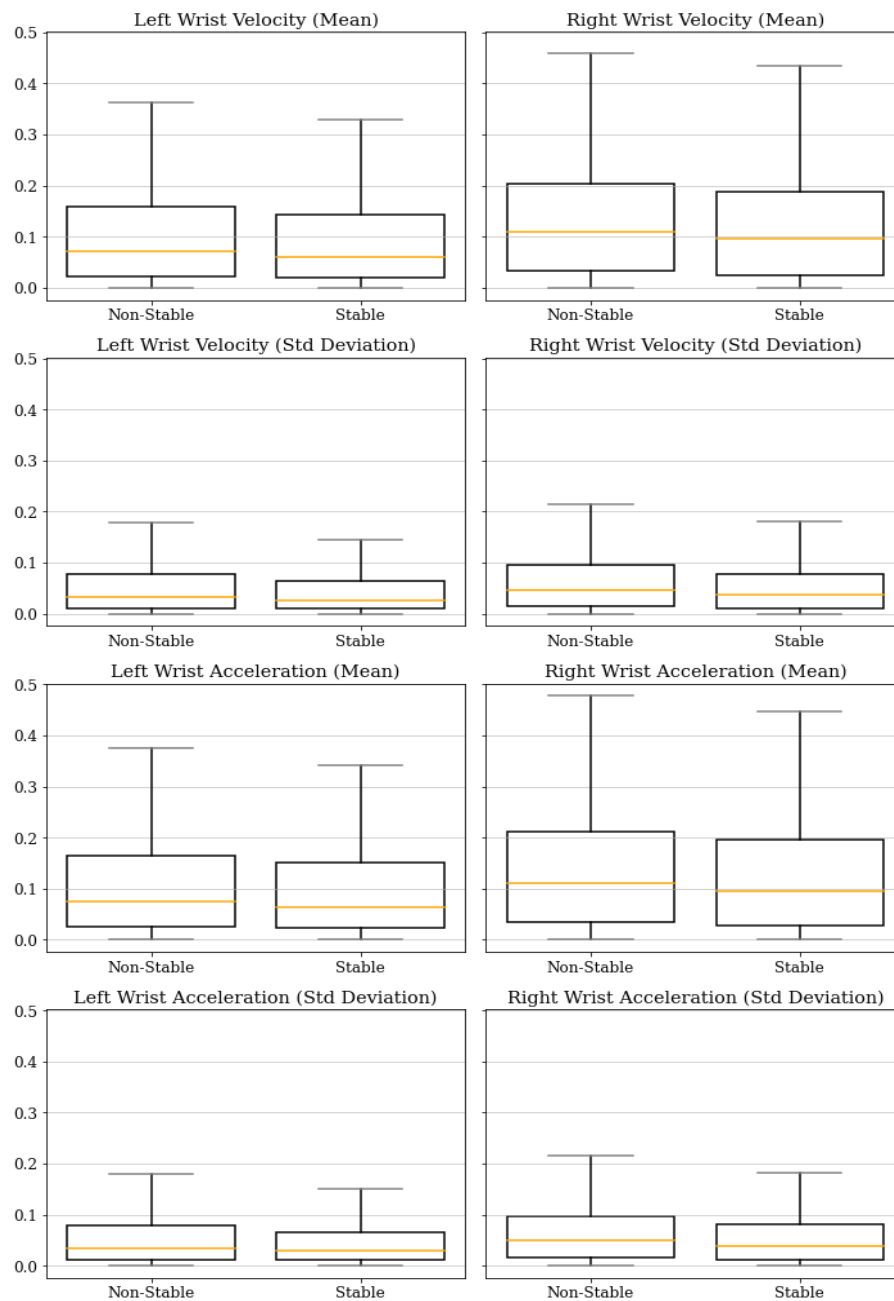 Left Wrist Velocity (Mean)
Right Wrist Velocity (Mean)
0.5
0.4
0.3
0.2
0.1
0.0
Non-Stable
Stable
Non-Stable
Stable
Left Wrist Velocity (Std Deviation)
Right Wrist Velocity (Std Deviation)
0.5
0.4
0.3
0.2
0.1
0.0
Non-Stable
Stable
Non-Stable
Stable
Left Wrist Acceleration (Mean)
Right Wrist Acceleration (Mean)
0.5
0.4
0.3
0.2
0.1
0.0
Non-Stable
Stable
Non-Stable
Stable
Left Wrist Acceleration (Std Deviation)
Right Wrist Acceleration (Std Deviation)
0.5
0.4
0.3
0.2
0.1
0.0
Non-Stable
Stable
Non-Stable
Stable